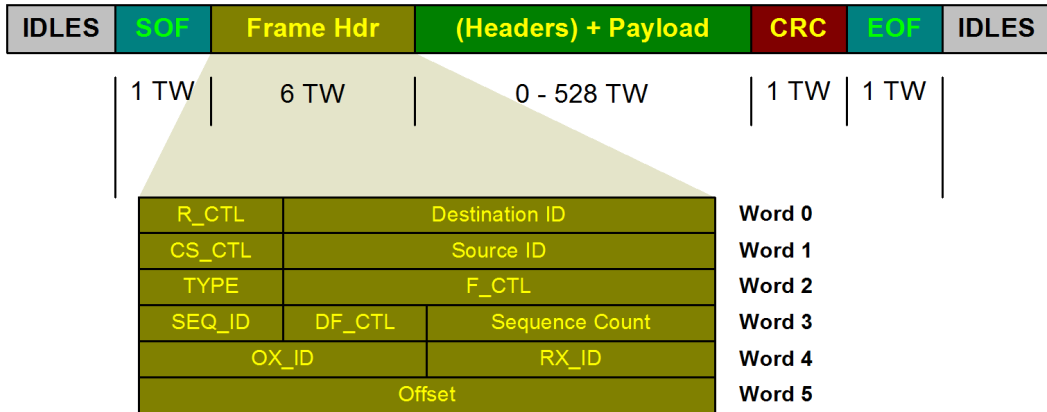 IDLES SOF Frame Hdr (Headers) + Payload CRC EOF IDLES
1 TW 6 TW 0 - 528 TW 1 TW 1 TW
R_CTL Destination ID Word 0
CS_CTL Source ID Word 1
TYPE F_CTL Word 2
SEQ_ID DF_CTL Sequence Count Word 3
OX_ID RX_ID Word 4
Offset Word 5